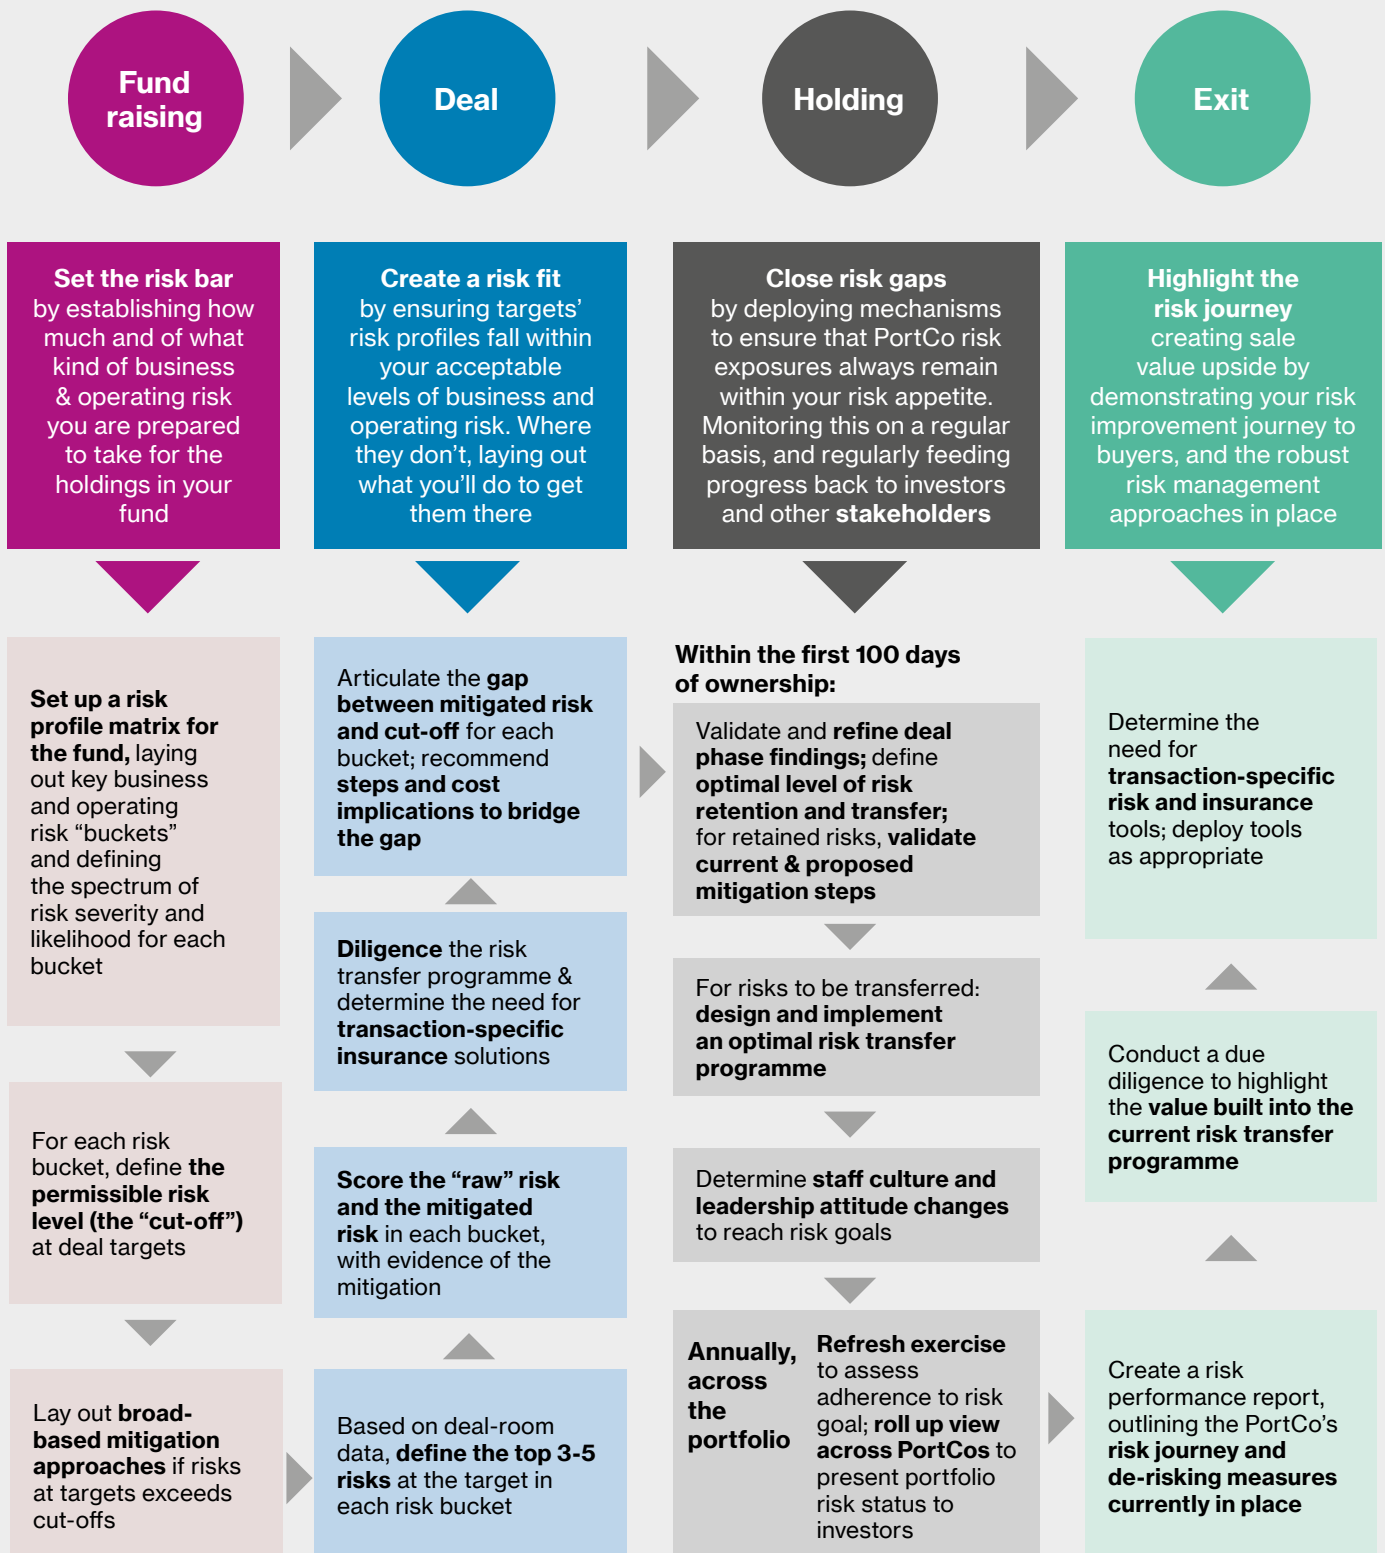 Fund
raising
Deal
Holding
Exit
Set the risk bar
by establishing how
much and of what
kind of business
& operating risk
you are prepared
to take for the
holdings in your
fund
Create a risk fit
by ensuring targets’
risk profiles fall within
your acceptable
levels of business and
operating risk. Where
they don’t, laying out
what you’ll do to get
them there
Close risk gaps
by deploying mechanisms
to ensure that PortCo risk
exposures always remain
within your risk appetite.
Monitoring this on a regular
basis, and regularly feeding
progress back to investors
and other stakeholders
Highlight the
risk journey
creating sale
value upside by
demonstrating your risk
improvement journey to
buyers, and the robust
risk management
approaches in place
Set up a risk
profile matrix for
the fund, laying
out key business
and operating
risk “buckets”
and defining
the spectrum of
risk severity and
likelihood for each
bucket
For each risk
bucket, define the
permissible risk
level (the “cut-off”)
at deal targets
Lay out broad-
based mitigation
approaches if risks
at targets exceeds
cut-offs
Articulate the gap
between mitigated risk
and cut-off for each
bucket; recommend
steps and cost
implications to bridge
the gap
Diligence the risk
transfer programme &
determine the need for
transaction-specific
insurance solutions
Score the “raw” risk
and the mitigated
risk in each bucket,
with evidence of the
mitigation
Based on deal-room
data, define the top 3-5
risks at the target in
each risk bucket
Within the first 100 days
of ownership:
Validate and refine deal
phase findings; define
optimal level of risk
retention and transfer;
for retained risks, validate
current & proposed
mitigation steps
For risks to be transferred:
design and implement
an optimal risk transfer
programme
Determine staff culture and
leadership attitude changes
to reach risk goals
Annually,
across
the
portfolio
Refresh exercise
to assess
adherence to risk
goal; roll up view
across PortCos to
present portfolio
risk status to
investors
Determine the
need for
transaction-specific
risk and insurance
tools; deploy tools
as appropriate
Conduct a due
diligence to highlight
the value built into the
current risk transfer
programme
Create a risk
performance report,
outlining the PortCo’s
risk journey and
de-risking measures
currently in place